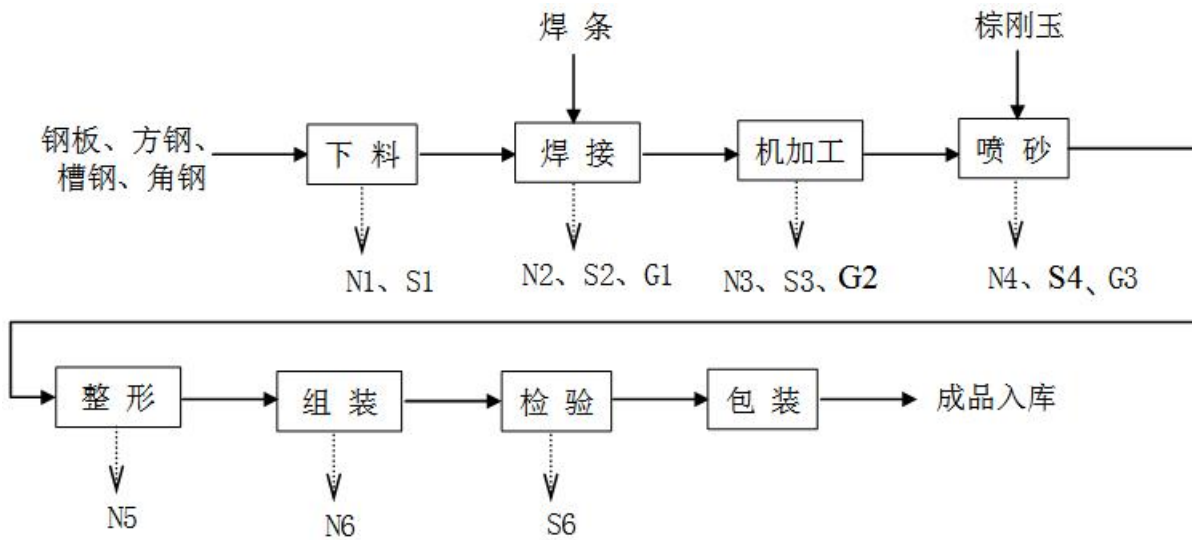 焊 条
棕刚玉
钢板、方钢、
槽钢、角钢
下 料
焊 接
机加工
喷 砂
N1、S1
N2、S2、G1
N3、S3、G2
N4、S4、G3
整 形
组 装
检 验
包 装
成品入库
N5
N6
S6